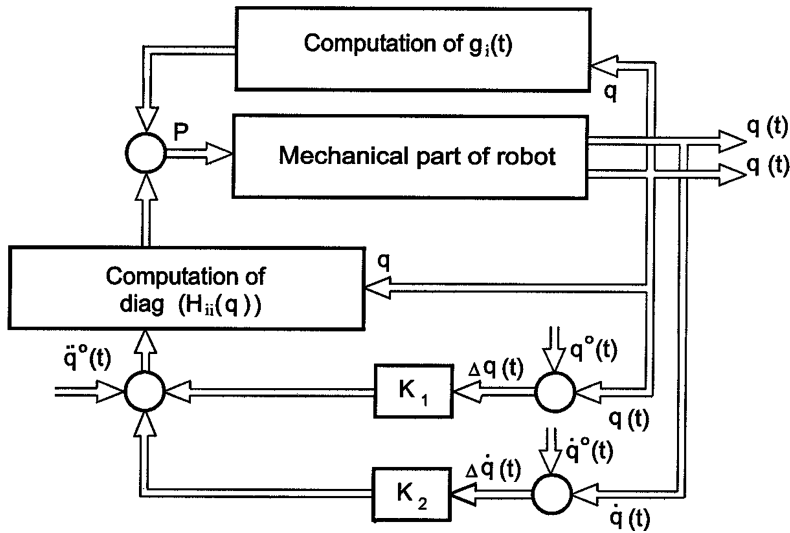 Computation of gᵢ(t)
q
P
Mechanical part of robot
q (t)
q (t)
Computation of
diag (Hᵢᵢ(q))
q
q̈°(t)
K₁
Δq(t)
q°(t)
q(t)
K₂
Δq̇(t)
q̇°(t)
q̇(t)